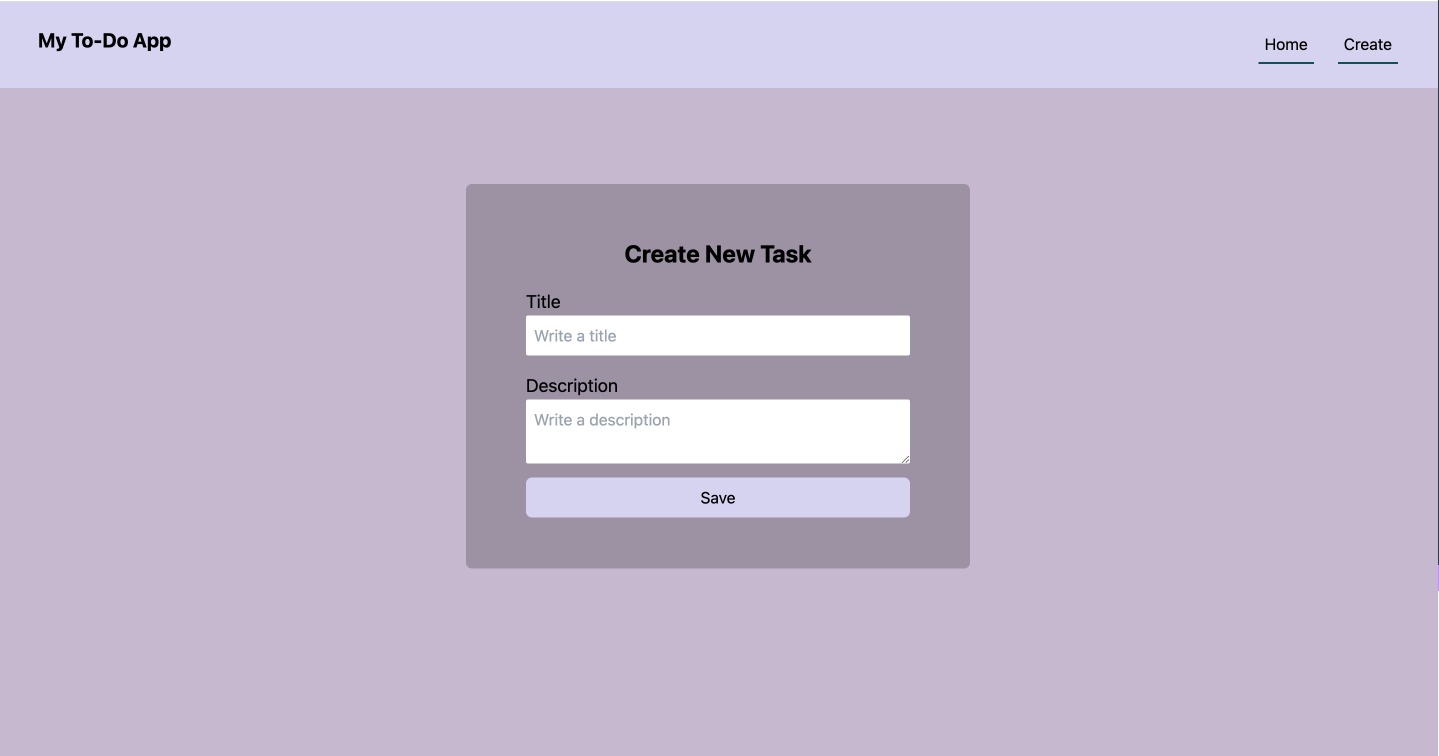 My To-Do App
Home
Create
Create New Task
Title
Write a title
Description
Write a description
Save